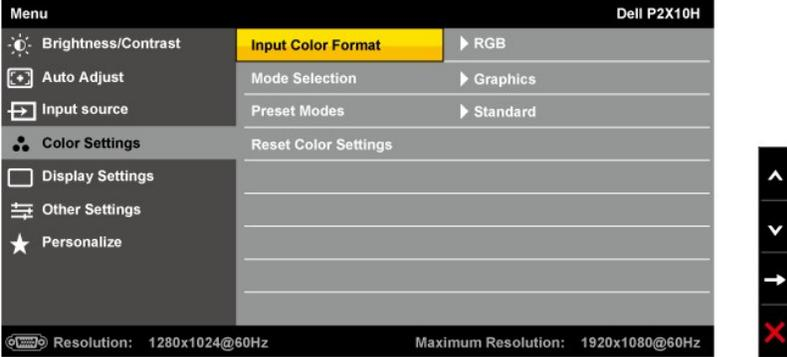 Menu Dell P2X10H
Brightness/Contrast Input Color Format RGB
Auto Adjust Mode Selection Graphics
Input source Preset Modes Standard
Color Settings Reset Color Settings
Display Settings
Other Settings
Personalize
Resolution: 1280x1024@60Hz Maximum Resolution: 1920x1080@60Hz